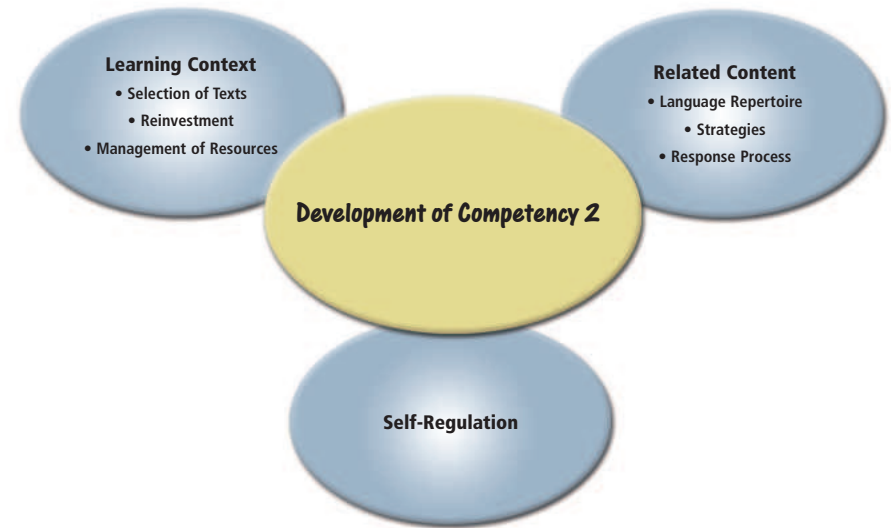 Learning Context
• Selection of Texts
• Reinvestment
• Management of Resources
Related Content
• Language Repertoire
• Strategies
• Response Process
Development of Competency 2
Self-Regulation